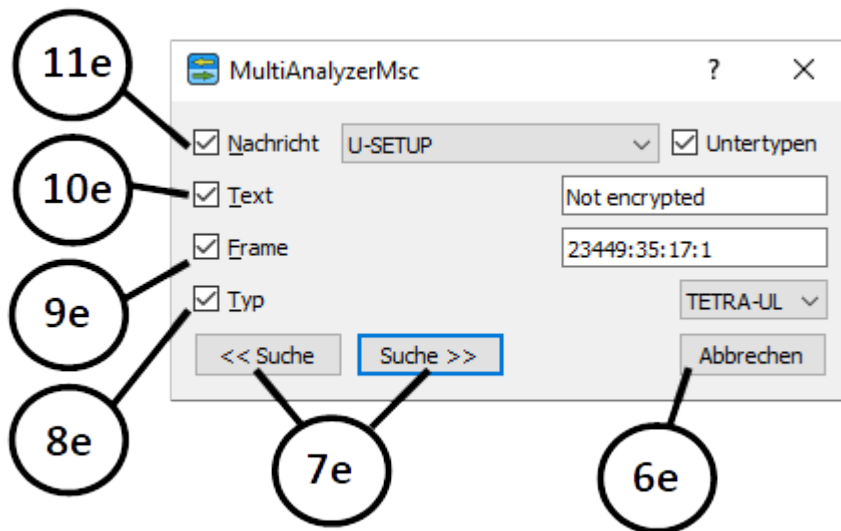 11e
MultiAnalyzerMsc ? X
Nachricht U-SETUP Untertypen
10e
Text Not encrypted
Frame 23449:35:17:1
9e
Typ TETRA-UL
<< Suche Suche >> Abbrechen
8e
7e
6e